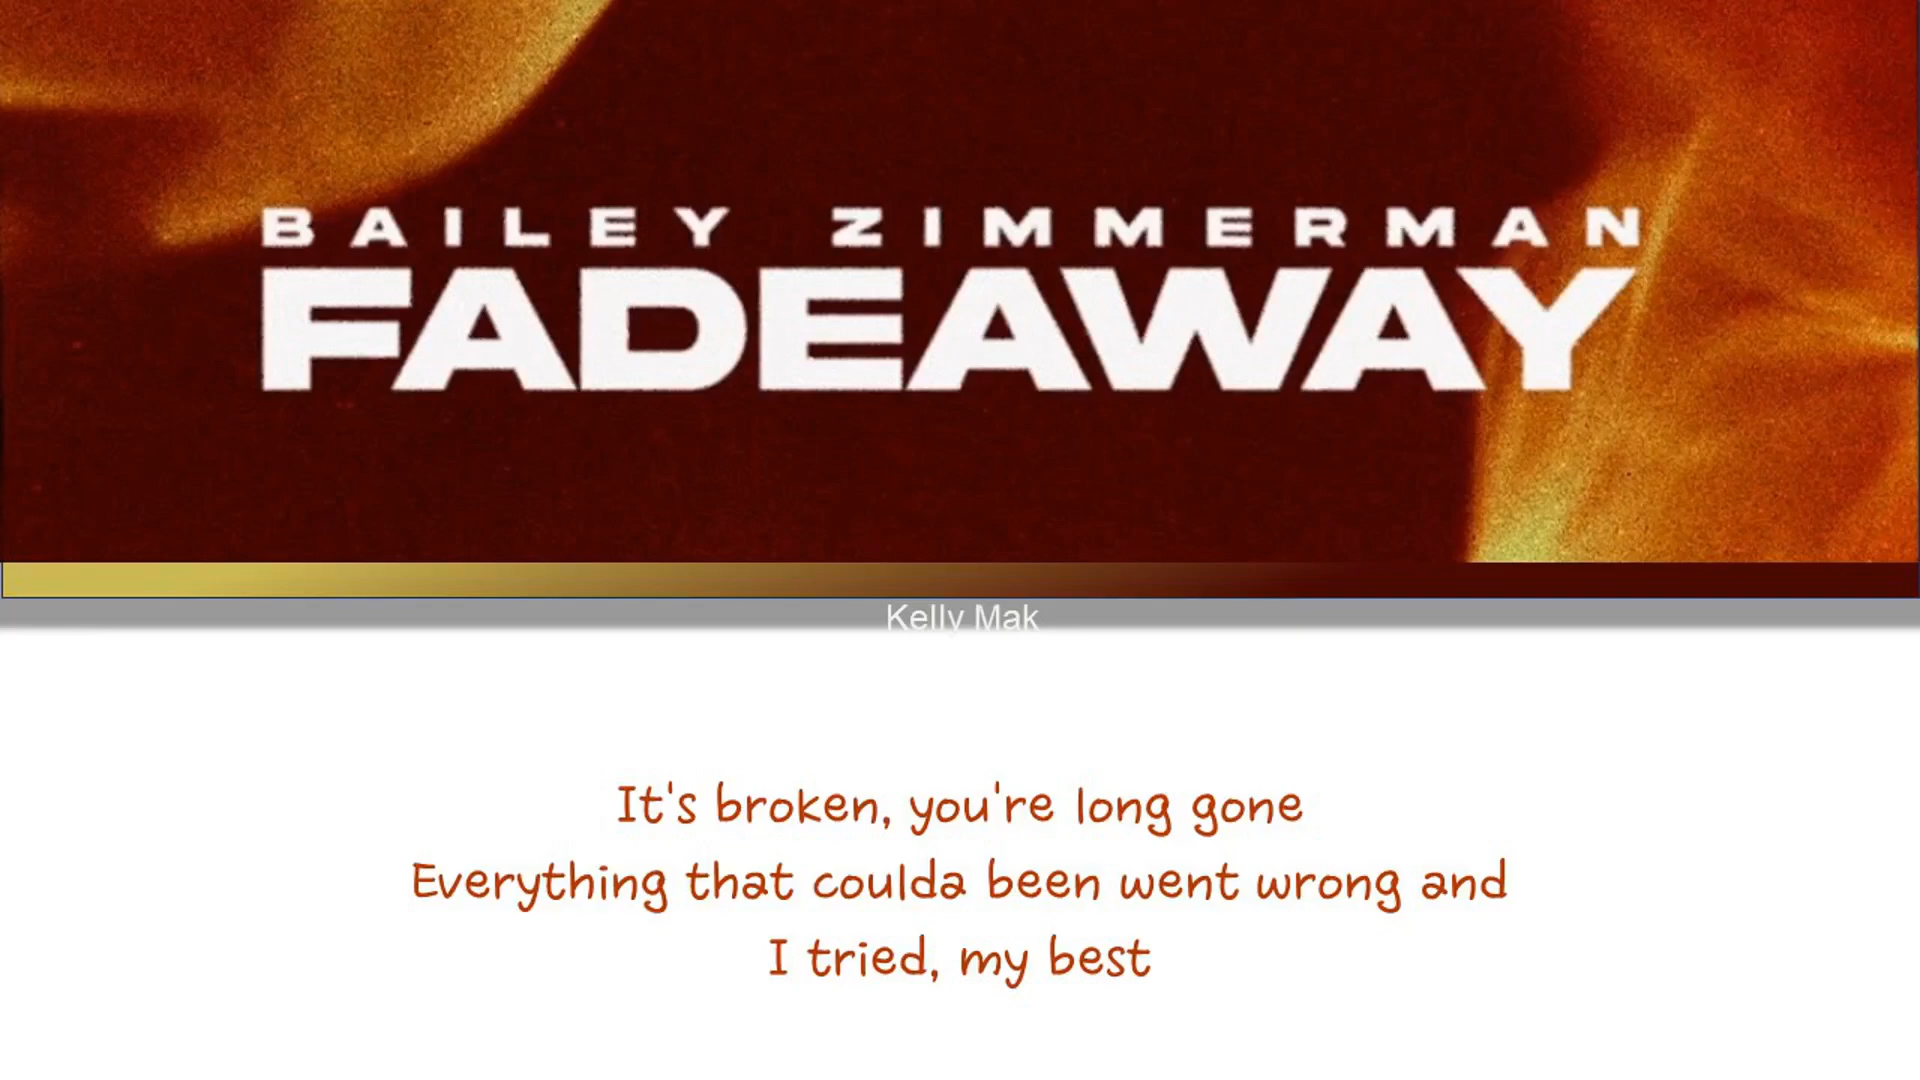 BAILEY ZIMMERMAN
FADEAWAY
Kelly Mak
It's broken, you're long gone
Everything that coulda been went wrong and
I tried, my best